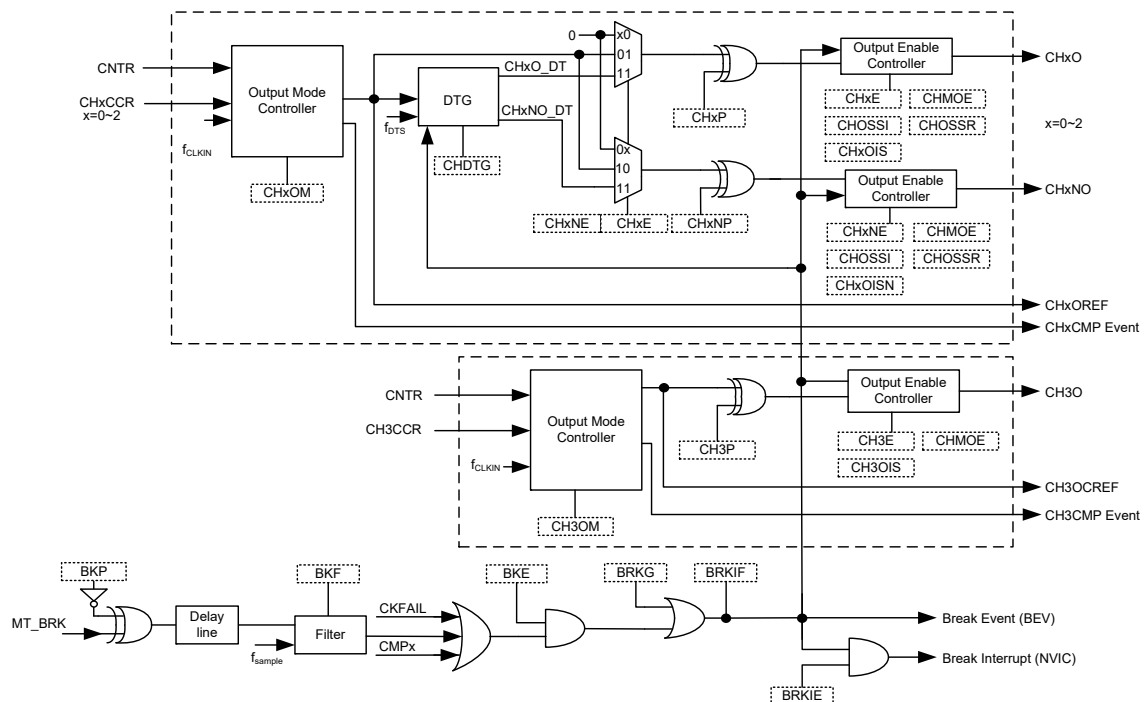 0
x0
01
11
CNTR
CHxCCR
x=0~2
fCLKIN
Output Mode
Controller
CHxOM
CHxO_DT
DTG
CHxNO_DT
fDTS
CHDTG
0x
10
11
CHxNE
CHxE
CHxP
CHxNP
Output Enable
Controller
CHxE
CHMOE
CHOSSI
CHOSSR
CHxOIS
CHxO
x=0~2
Output Enable
Controller
CHxNE
CHMOE
CHOSSI
CHOSSR
CHxOISN
CHxNO
CHxOREF
CHxCMP Event
CNTR
CH3CCR
fCLKIN
Output Mode
Controller
CH3OM
CH3P
Output Enable
Controller
CH3E
CHMOE
CH3OIS
CH3O
CH3OCREF
CH3CMP Event
BKP
MT_BRK
Delay
line
BKF
Filter
fsample
CKFAIL
CMPx
BKE
BRKG
BRKIF
Break Event (BEV)
Break Interrupt (NVIC)
BRKIE